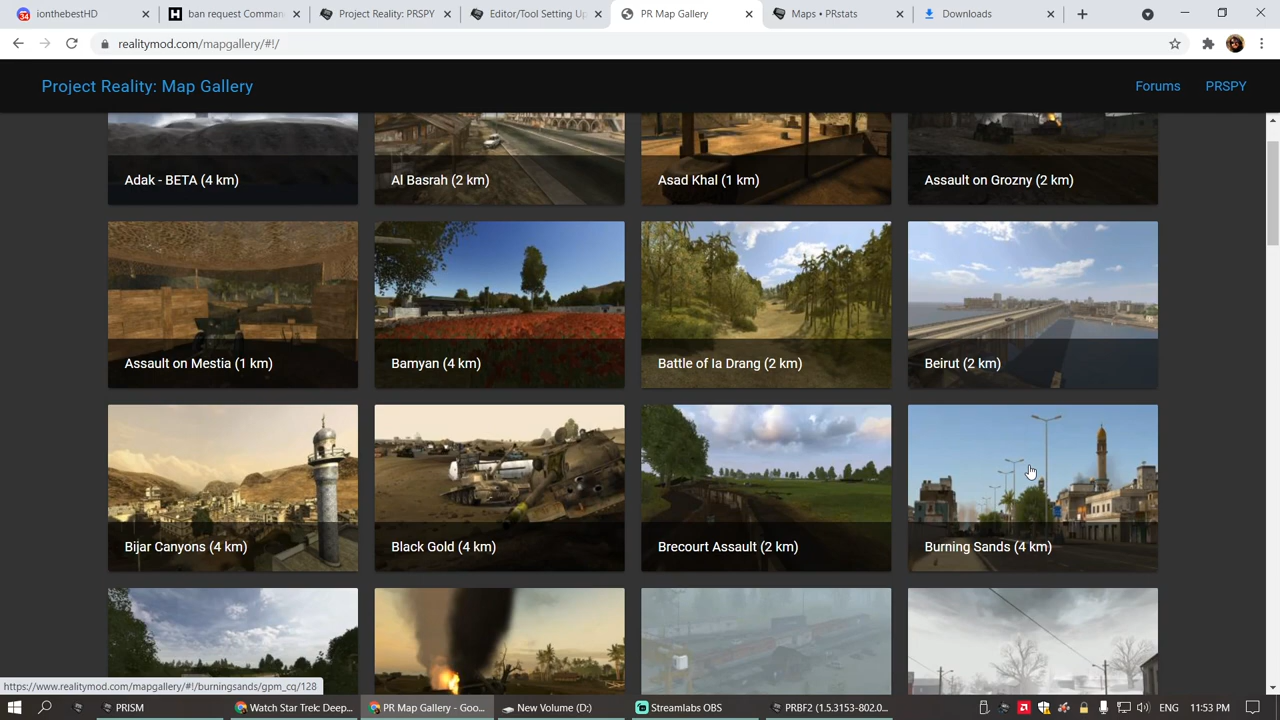 34 ionthebestHD
H ban request Comman
Project Reality: PRSPY
Editor/Tool Setting Up
PR Map Gallery
Maps • PRstats
Downloads
realitymod.com/mapgallery/#!/
Project Reality: Map Gallery
Forums
PRSPY
Adak - BETA (4 km)
Al Basrah (2 km)
Asad Khal (1 km)
Assault on Grozny (2 km)
Assault on Mestia (1 km)
Bamyan (4 km)
Battle of Ia Drang (2 km)
Beirut (2 km)
Bijar Canyons (4 km)
Black Gold (4 km)
Brecourt Assault (2 km)
Burning Sands (4 km)
https://www.realitymod.com/mapgallery/#!/burningsands/gpm_cq/128
PRISM
Watch Star Trek: Deep...
PR Map Gallery - Goo...
New Volume (D:)
Streamlabs OBS
PRBF2 (1.5.3153-802.0...
ENG
11:53 PM